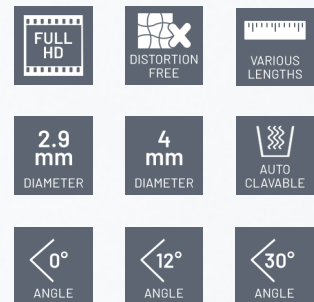 FULL
HD
DISTORTION
FREE
VARIOUS
LENGTHS
2.9
mm
DIAMETER
4
mm
DIAMETER
AUTO
CLAVABLE
0°
ANGLE
12°
ANGLE
30°
ANGLE